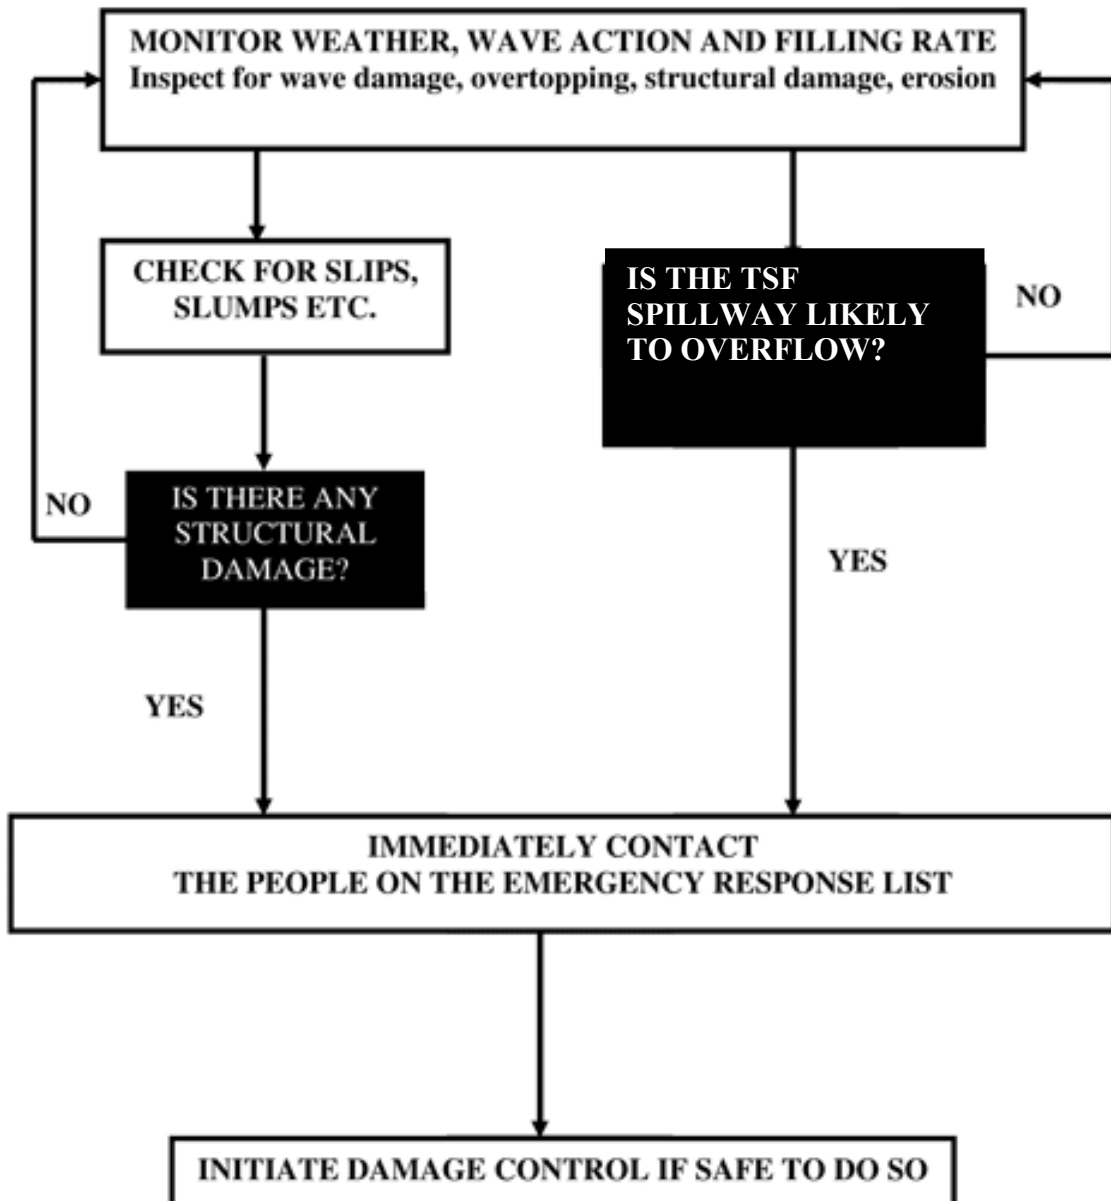 MONITOR WEATHER, WAVE ACTION AND FILLING RATE
Inspect for wave damage, overtopping, structural damage, erosion
CHECK FOR SLIPS,
SLUMPS ETC.
IS THE TSF
SPILLWAY LIKELY
TO OVERFLOW?
NO
NO
IS THERE ANY
STRUCTURAL
DAMAGE?
YES
YES
IMMEDIATELY CONTACT
THE PEOPLE ON THE EMERGENCY RESPONSE LIST
INITIATE DAMAGE CONTROL IF SAFE TO DO SO